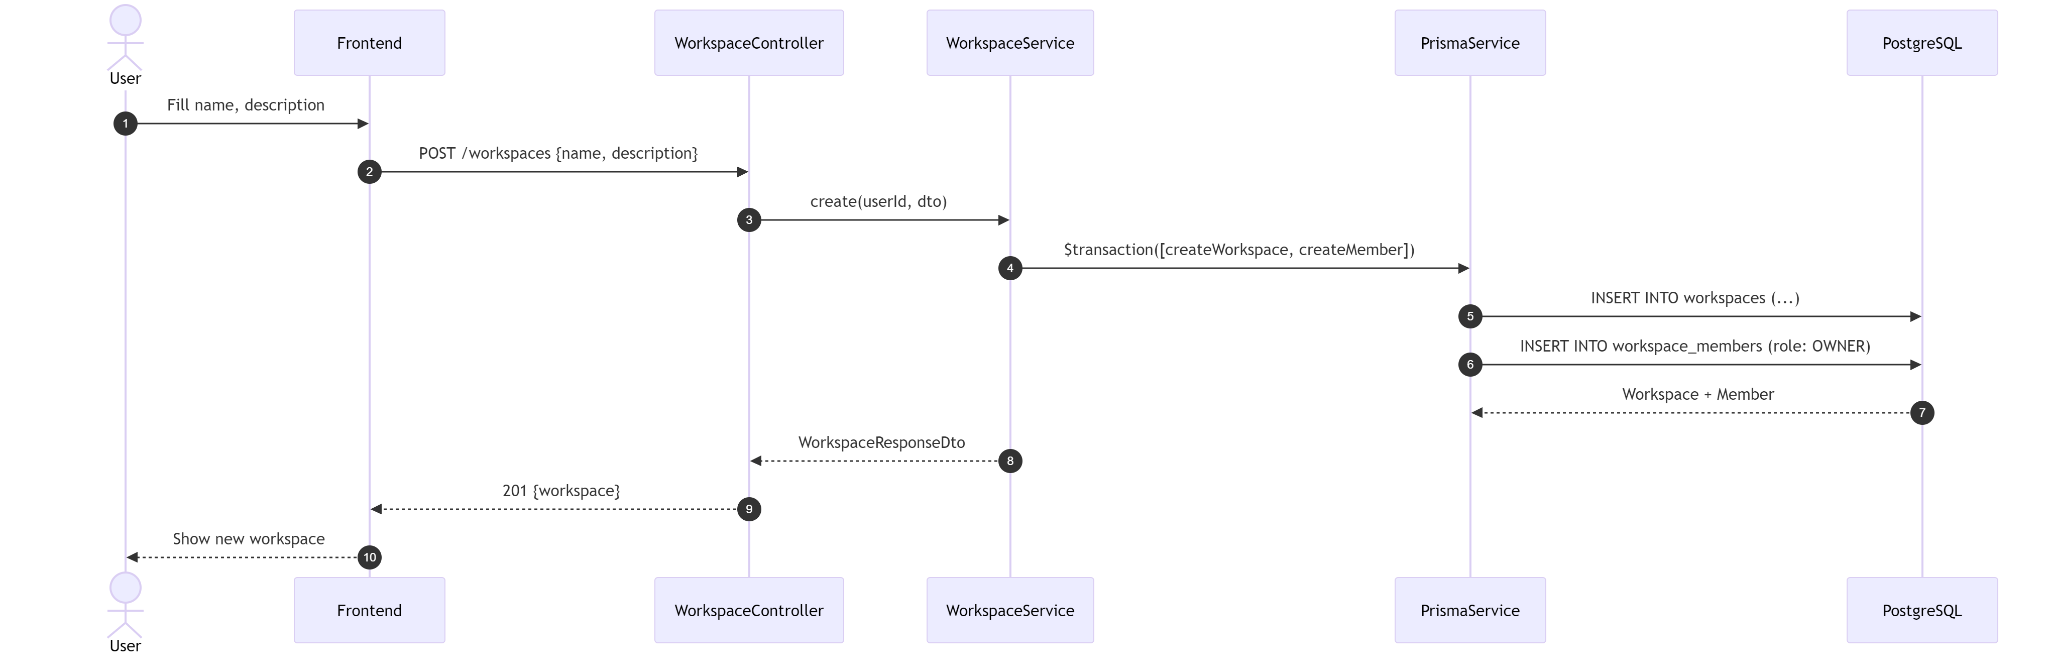 User
Frontend
WorkspaceController
WorkspaceService
PrismaService
PostgreSQL
Fill name, description
1
POST /workspaces {name, description}
2
create(userId, dto)
3
$transaction([createWorkspace, createMember])
4
INSERT INTO workspaces (...)
5
INSERT INTO workspace_members (role: OWNER)
6
Workspace + Member
7
WorkspaceResponseDto
8
201 {workspace}
9
Show new workspace
10
User
Frontend
WorkspaceController
WorkspaceService
PrismaService
PostgreSQL